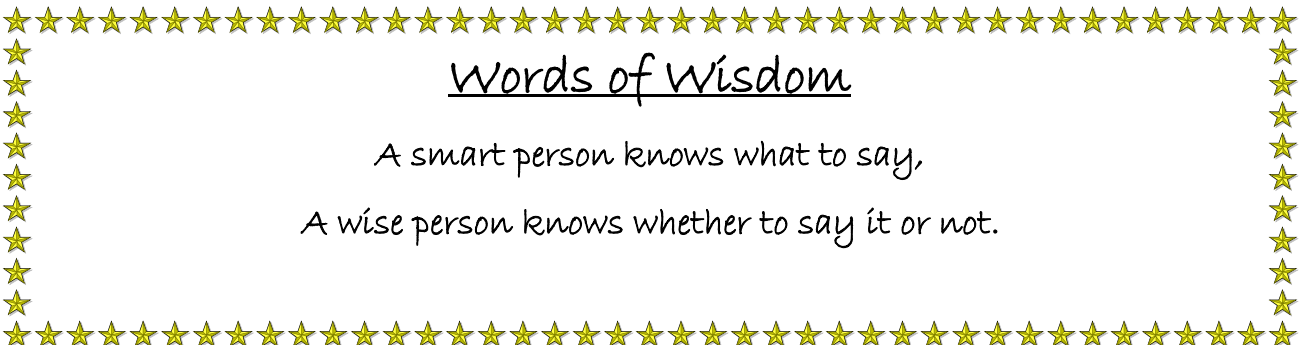 Words of Wisdom
A smart person knows what to say,
A wise person knows whether to say it or not.